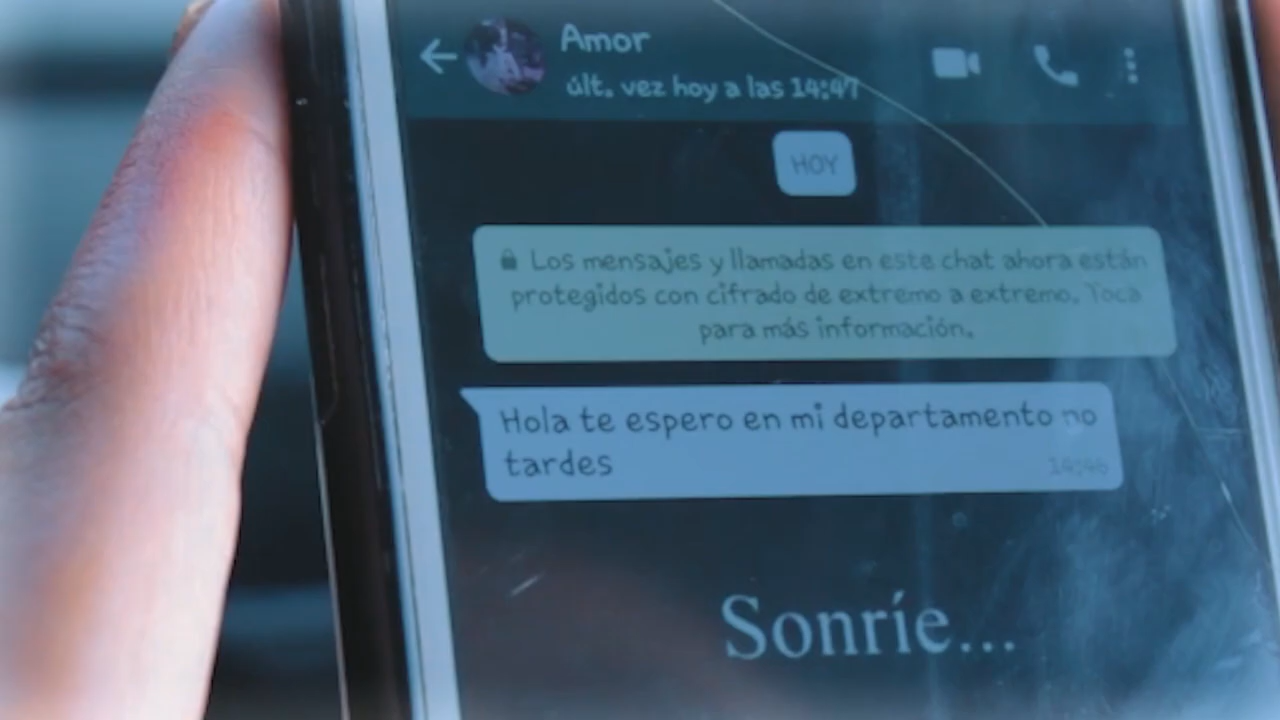 Amor
últ. vez hoy a las 14:47
HOY
Los mensajes y llamadas en este chat ahora están
protegidos con cifrado de extremo a extremo. Toca
para más información.
Hola te espero en mi departamento no
tardes
14:46
Sonríe...